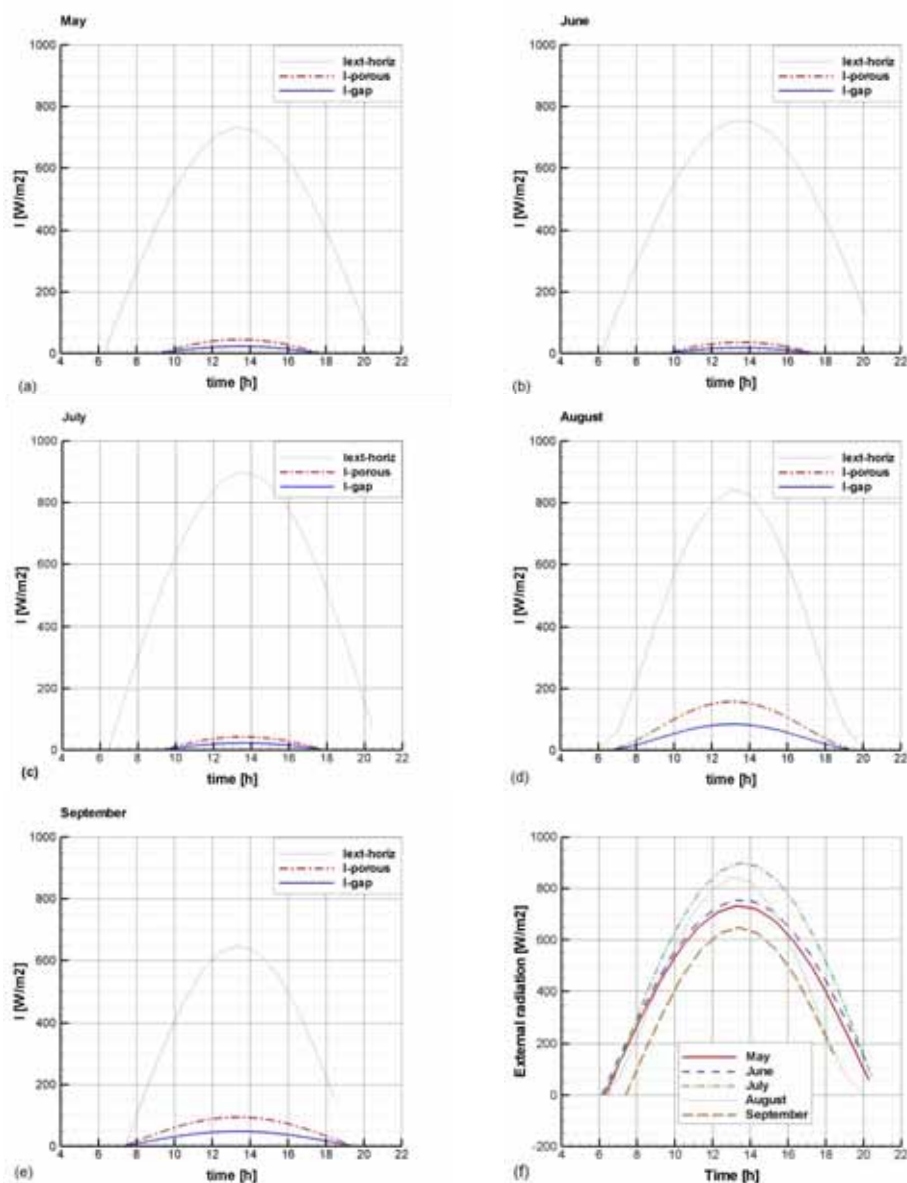 May
1000
800
600
400
200
0
I [W/m2]
Iext-horiz
I-porous
I-gap
4 6 8 10 12 14 16 18 20 22
time [h]
(a)
June
1000
800
600
400
200
0
I [W/m2]
Iext-horiz
I-porous
I-gap
4 6 8 10 12 14 16 18 20 22
time [h]
(b)
July
1000
800
600
400
200
0
I [W/m2]
Iext-horiz
I-porous
I-gap
4 6 8 10 12 14 16 18 20 22
time [h]
(c)
August
1000
800
600
400
200
0
I [W/m2]
Iext-horiz
I-porous
I-gap
4 6 8 10 12 14 16 18 20 22
time [h]
(d)
September
1000
800
600
400
200
0
I [W/m2]
Iext-horiz
I-porous
I-gap
4 6 8 10 12 14 16 18 20 22
time [h]
(e)
1000
800
600
400
200
0
-200
External radiation [W/m2]
May
June
July
August
September
4 6 8 10 12 14 16 18 20 22
Time [h]
(f)